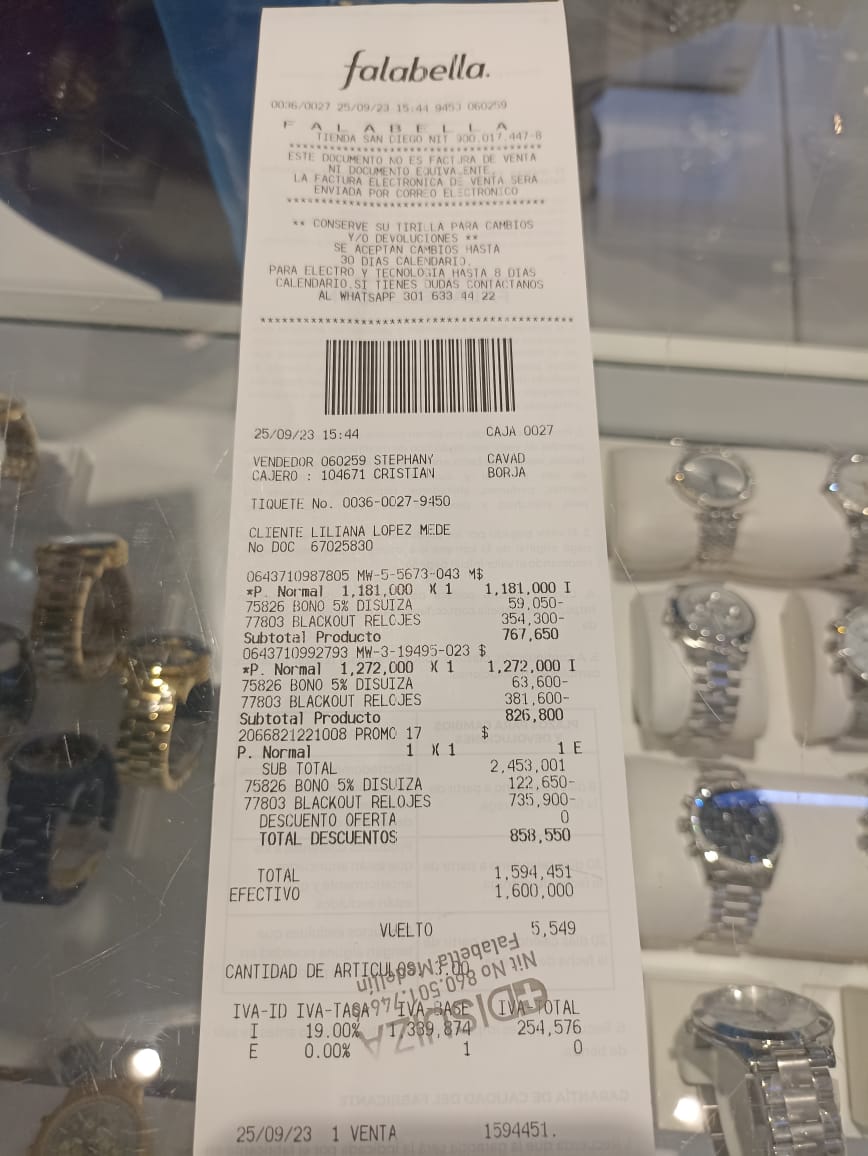 falabella.
0036/0027 25/09/23 15:44 9453 060259
F A L A B E L L A
TIENDA SAN DIEGO NIT 900.017.447-8
****************************************
ESTE DOCUMENTO NO ES FACTURA DE VENTA
NI DOCUMENTO EQUIVALENTE.
LA FACTURA ELECTRONICA DE VENTA SERA
ENVIADA POR CORREO ELECTRONICO
****************************************
** CONSERVE SU TIRILLA PARA CAMBIOS
Y/O DEVOLUCIONES **
SE ACEPTAN CAMBIOS HASTA
30 DIAS CALENDARIO.
PARA ELECTRO Y TECNOLOGIA HASTA 8 DIAS
CALENDARIO.SI TIENES DUDAS CONTACTANOS
AL WHATSAPP 301 633 44 22
****************************************
25/09/23 15:44 CAJA 0027
VENDEDOR 060259 STEPHANY CAVAD
CAJERO : 104671 CRISTIAN BORJA
TIQUETE No. 0036-0027-9450
CLIENTE LILIANA LOPEZ MEDE
No DOC 67025830
0643710987805 MW-5-5673-043 M$
*P. Normal 1,181,000 X 1 1,181,000 I
75826 BONO 5% DISUIZA 59,050-
77803 BLACKOUT RELOJES 354,300-
Subtotal Producto 767,650
0643710992793 MW-3-19495-023 $
*P. Normal 1,272,000 X 1 1,272,000 I
75826 BONO 5% DISUIZA 63,600-
77803 BLACKOUT RELOJES 381,600-
Subtotal Producto 826,800
2066821221008 PROMO 17 $
P. Normal 1 X 1 1 E
SUB TOTAL 2,453,001
75826 BONO 5% DISUIZA 122,650-
77803 BLACKOUT RELOJES 735,900-
DESCUENTO OFERTA 0
TOTAL DESCUENTOS 858,550
TOTAL 1,594,451
EFECTIVO 1,600,000
VUELTO 5,549
CANTIDAD DE ARTICULOS 3.00
IVA-ID IVA-TASA IVA-BASE IVA-TOTAL
I 19.00% 1,339,874 254,576
E 0.00% 1 0
DISUIZA
Nit No 860.501.
Falabella Medellín
25/09/23 1 VENTA 1594451.